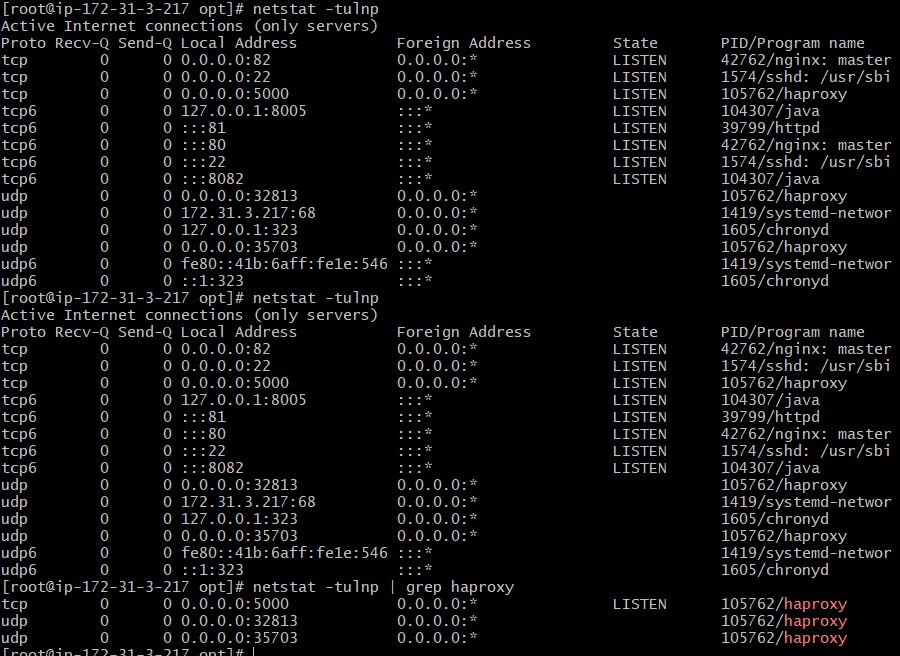 [root@ip-172-31-3-217 opt]# netstat -tulnp
Active Internet connections (only servers)
Proto Recv-Q Send-Q Local Address           Foreign Address         State       PID/Program name
tcp        0      0 0.0.0.0:82              0.0.0.0:*               LISTEN      42762/nginx: master
tcp        0      0 0.0.0.0:22              0.0.0.0:*               LISTEN      1574/sshd: /usr/sbi
tcp        0      0 0.0.0.0:5000            0.0.0.0:*               LISTEN      105762/haproxy
tcp6       0      0 127.0.0.1:8005          :::*                    LISTEN      104307/java
tcp6       0      0 :::81                   :::*                    LISTEN      39799/httpd
tcp6       0      0 :::80                   :::*                    LISTEN      42762/nginx: master
tcp6       0      0 :::22                   :::*                    LISTEN      1574/sshd: /usr/sbi
tcp6       0      0 :::8082                 :::*                    LISTEN      104307/java
udp        0      0 0.0.0.0:32813           0.0.0.0:*                           105762/haproxy
udp        0      0 172.31.3.217:68         0.0.0.0:*                           1419/systemd-networ
udp        0      0 127.0.0.1:323           0.0.0.0:*                           1605/chronyd
udp        0      0 0.0.0.0:35703           0.0.0.0:*                           105762/haproxy
udp6       0      0 fe80::41b:6aff:fe1e:546 :::*                                1419/systemd-networ
udp6       0      0 ::1:323                 :::*                                1605/chronyd
[root@ip-172-31-3-217 opt]# netstat -tulnp
Active Internet connections (only servers)
Proto Recv-Q Send-Q Local Address           Foreign Address         State       PID/Program name
tcp        0      0 0.0.0.0:82              0.0.0.0:*               LISTEN      42762/nginx: master
tcp        0      0 0.0.0.0:22              0.0.0.0:*               LISTEN      1574/sshd: /usr/sbi
tcp        0      0 0.0.0.0:5000            0.0.0.0:*               LISTEN      105762/haproxy
tcp6       0      0 127.0.0.1:8005          :::*                    LISTEN      104307/java
tcp6       0      0 :::81                   :::*                    LISTEN      39799/httpd
tcp6       0      0 :::80                   :::*                    LISTEN      42762/nginx: master
tcp6       0      0 :::22                   :::*                    LISTEN      1574/sshd: /usr/sbi
tcp6       0      0 :::8082                 :::*                    LISTEN      104307/java
udp        0      0 0.0.0.0:32813           0.0.0.0:*                           105762/haproxy
udp        0      0 172.31.3.217:68         0.0.0.0:*                           1419/systemd-networ
udp        0      0 127.0.0.1:323           0.0.0.0:*                           1605/chronyd
udp        0      0 0.0.0.0:35703           0.0.0.0:*                           105762/haproxy
udp6       0      0 fe80::41b:6aff:fe1e:546 :::*                                1419/systemd-networ
udp6       0      0 ::1:323                 :::*                                1605/chronyd
[root@ip-172-31-3-217 opt]# netstat -tulnp | grep haproxy
tcp        0      0 0.0.0.0:5000            0.0.0.0:*               LISTEN      105762/haproxy
udp        0      0 0.0.0.0:32813           0.0.0.0:*                           105762/haproxy
udp        0      0 0.0.0.0:35703           0.0.0.0:*                           105762/haproxy
[root@ip-172-31-3-217 opt]#